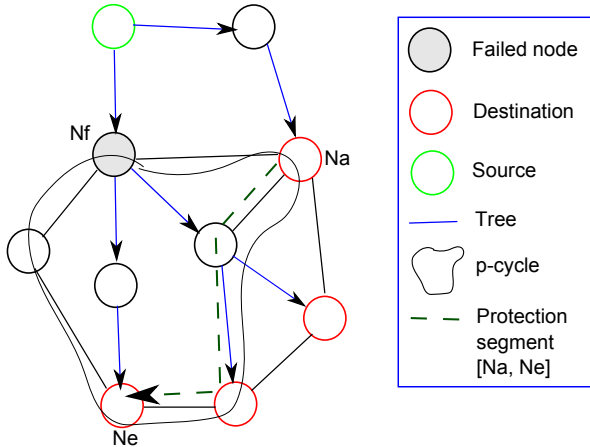 Nf
Na
Ne
Failed node
Destination
Source
Tree
p-cycle
Protection
segment
[Na, Ne]